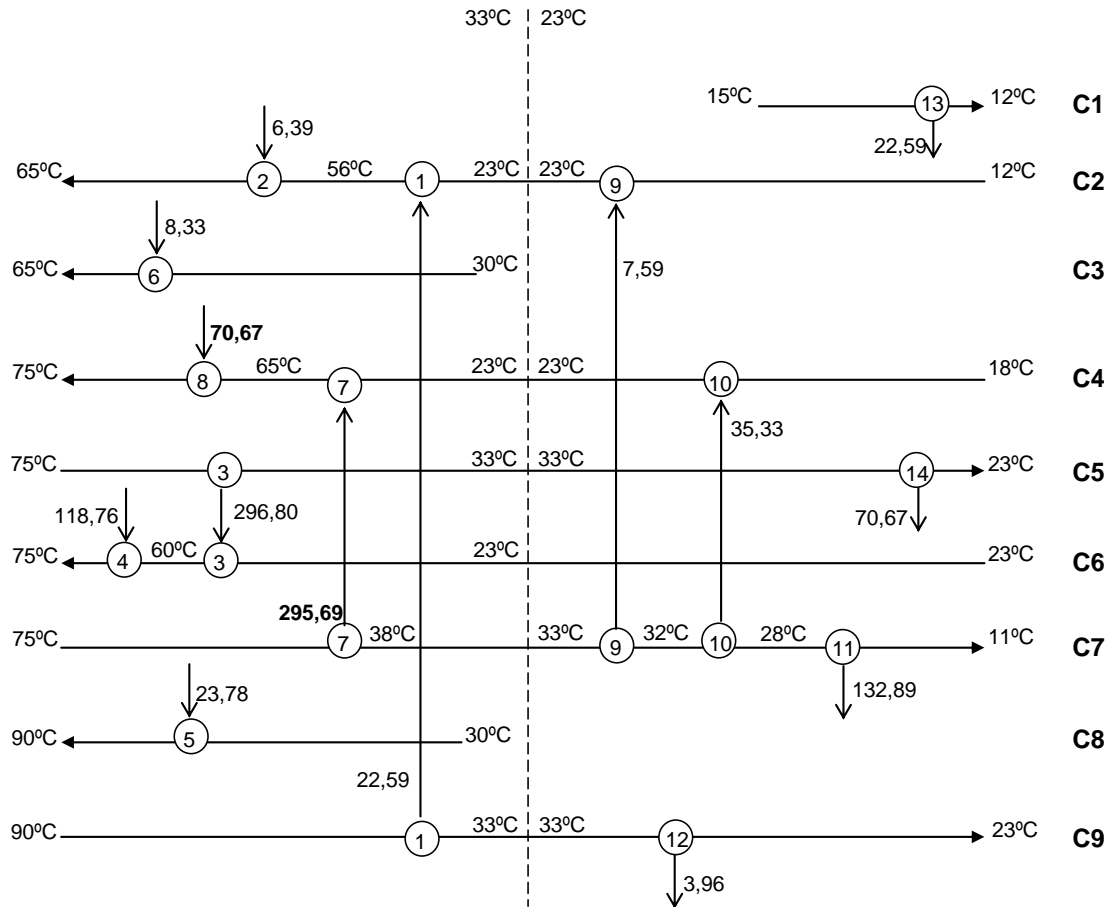 33ºC 23ºC
15ºC 13 12ºC C1
6,39 22,59
65ºC 2 56ºC 1 23ºC 23ºC 9 12ºC C2
8,33
65ºC 6 30ºC 7,59 C3
70,67
75ºC 8 65ºC 7 23ºC 23ºC 10 18ºC C4
35,33
75ºC 3 33ºC 33ºC 14 23ºC C5
118,76 296,80 70,67
75ºC 4 60ºC 3 23ºC 23ºC C6
295,69
75ºC 7 38ºC 33ºC 9 32ºC 10 28ºC 11 11ºC C7
23,78 132,89
90ºC 5 30ºC C8
22,59
90ºC 1 33ºC 33ºC 12 23ºC C9
3,96